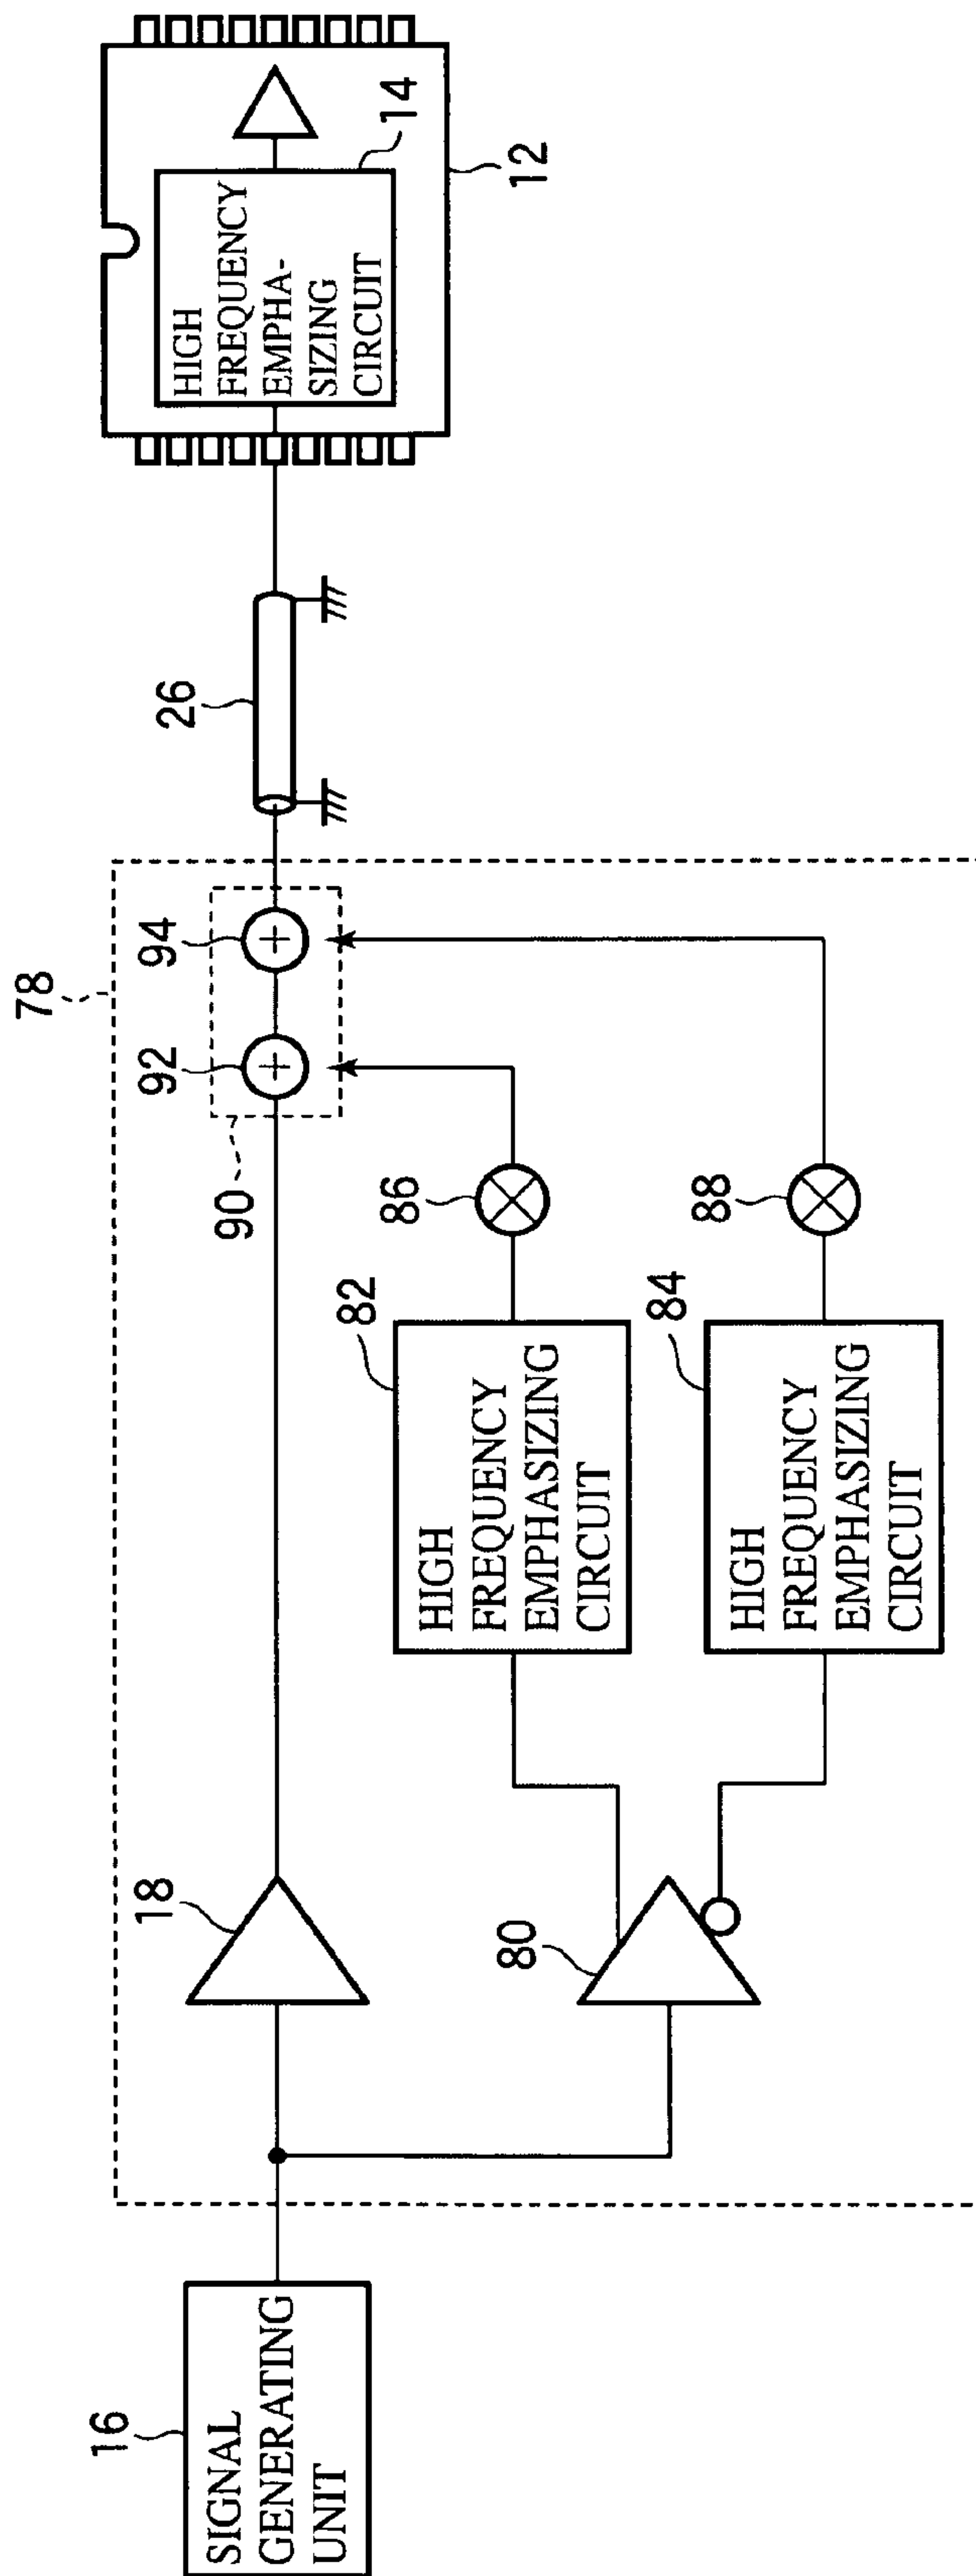 78
16
SIGNAL
GENERATING
UNIT
18
80
82
HIGH
FREQUENCY
EMPHASIZING
CIRCUIT
84
HIGH
FREQUENCY
EMPHASIZING
CIRCUIT
86
88
90
92
94
26
HIGH
FREQUENCY
EMPHA-
SIZING
CIRCUIT
14
12